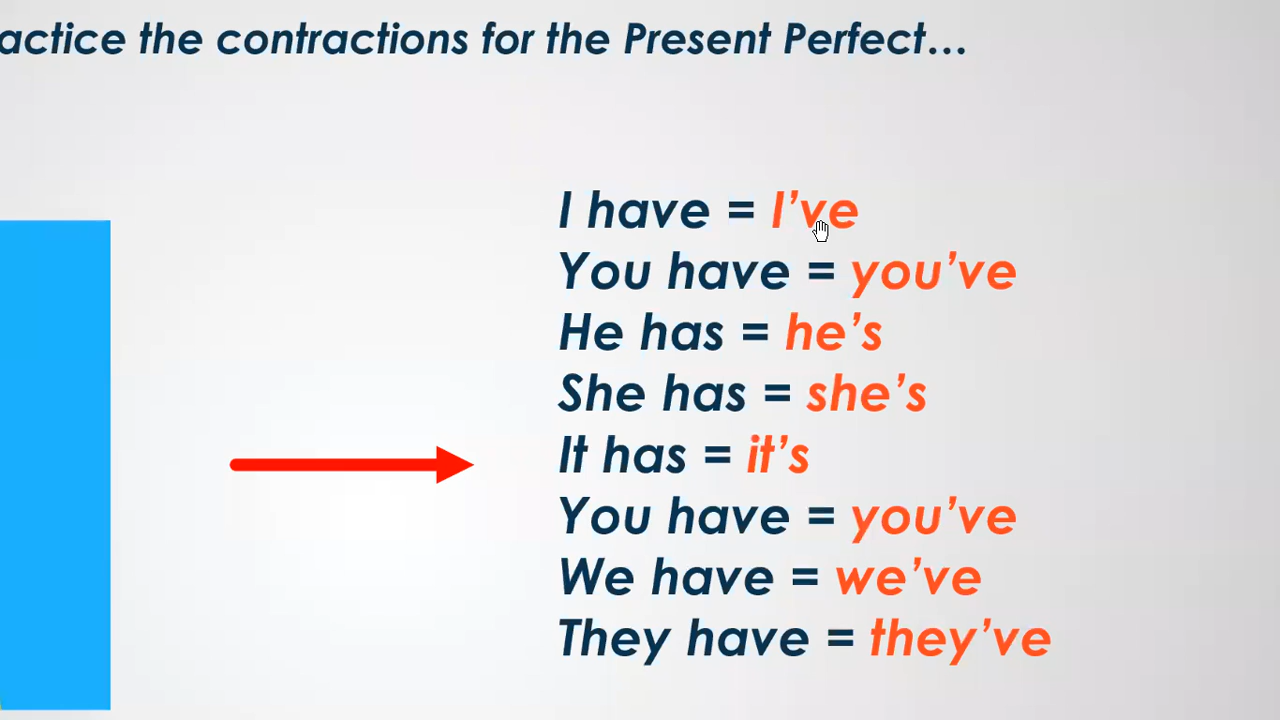 actice the contractions for the Present Perfect…
I have = I’ve
You have = you’ve
He has = he’s
She has = she’s
It has = it’s
You have = you’ve
We have = we’ve
They have = they’ve